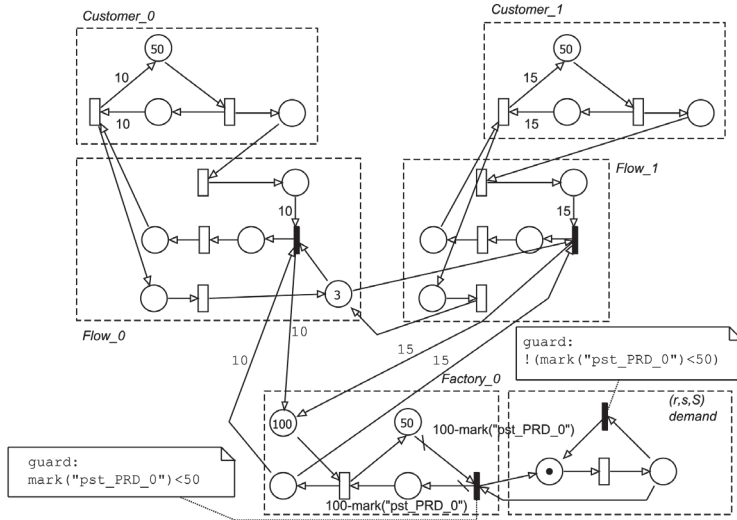 Customer_0
Customer_1
50
50
10
15
10
15
Flow_1
10
15
3
Flow_0
10
10
15
15
guard:
!(mark("pst_PRD_0")<50)
Factory_0
(r,s,S)
demand
100
50
100-mark("pst_PRD_0")
guard:
mark("pst_PRD_0")<50
100-mark("pst_PRD_0")